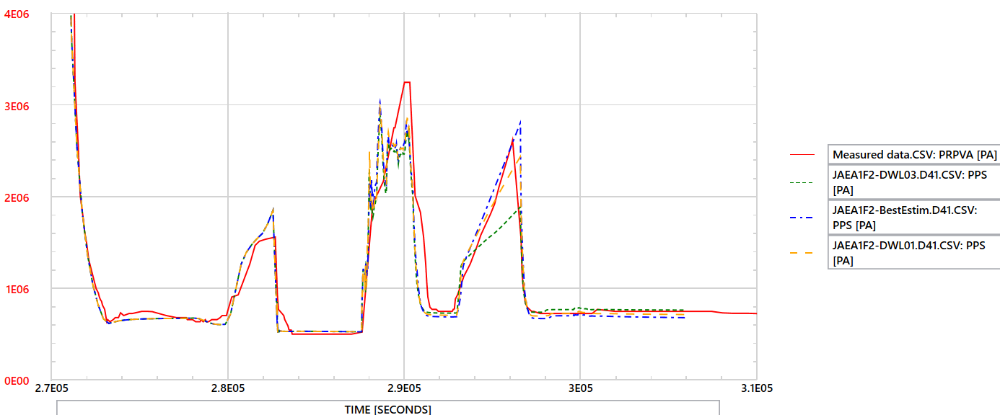 4E06
3E06
2E06
1E06
0E00
2.7E05 2.8E05 2.9E05 3E05 3.1E05
TIME [SECONDS]
Measured data.CSV: PRPVA [PA]
JAEA1F2-DWL03.D41.CSV: PPS
[PA]
JAEA1F2-BestEstim.D41.CSV:
PPS [PA]
JAEA1F2-DWL01.D41.CSV: PPS
[PA]